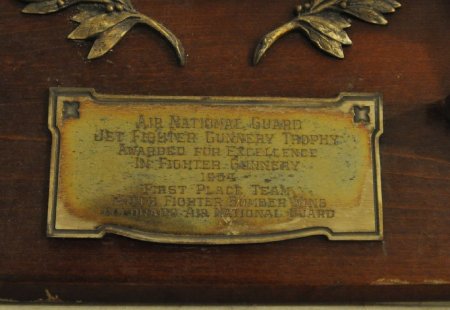 Air National Guard
Jet Fighter Gunnery Trophy
Awarded for Excellence
In Fighter Gunnery
1954
First Place Team
Fighter Bomber Wing
Air National Guard